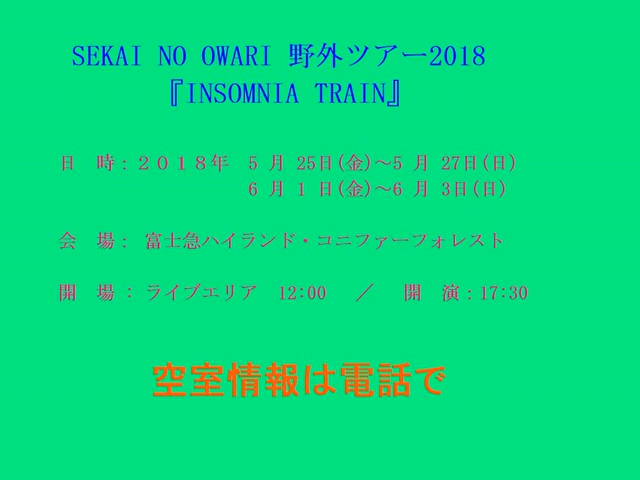 SEKAI NO OWARI 野外ツアー2018
『INSOMNIA TRAIN』
日　時：２０１８年　5 月 25日(金)～5 月 27日(日)
6 月 1 日(金)～6 月 3日(日)
会　場： 富士急ハイランド・コニファーフォレスト
開　場 ： ライブエリア　12:00　／　開　演：17:30
空室情報は電話で